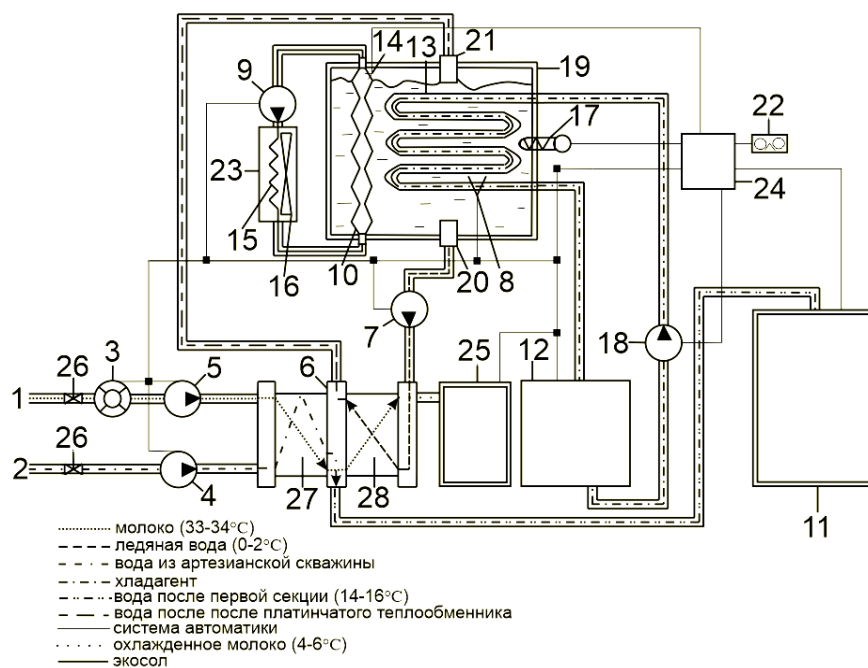 14 13 21
9 19
17 22
23 24
15
16 10 20 8
7
26 3 5 6 25 12 18
1
26
2
4 27 28 11
молоко (33-34°C)
ледяная вода (0-2°C)
вода из артезианской скважины
хладагент
вода после первой секции (14-16°C)
вода после после платинчатого теплообменника
система автоматики
охлажденное молоко (4-6°C)
экосол